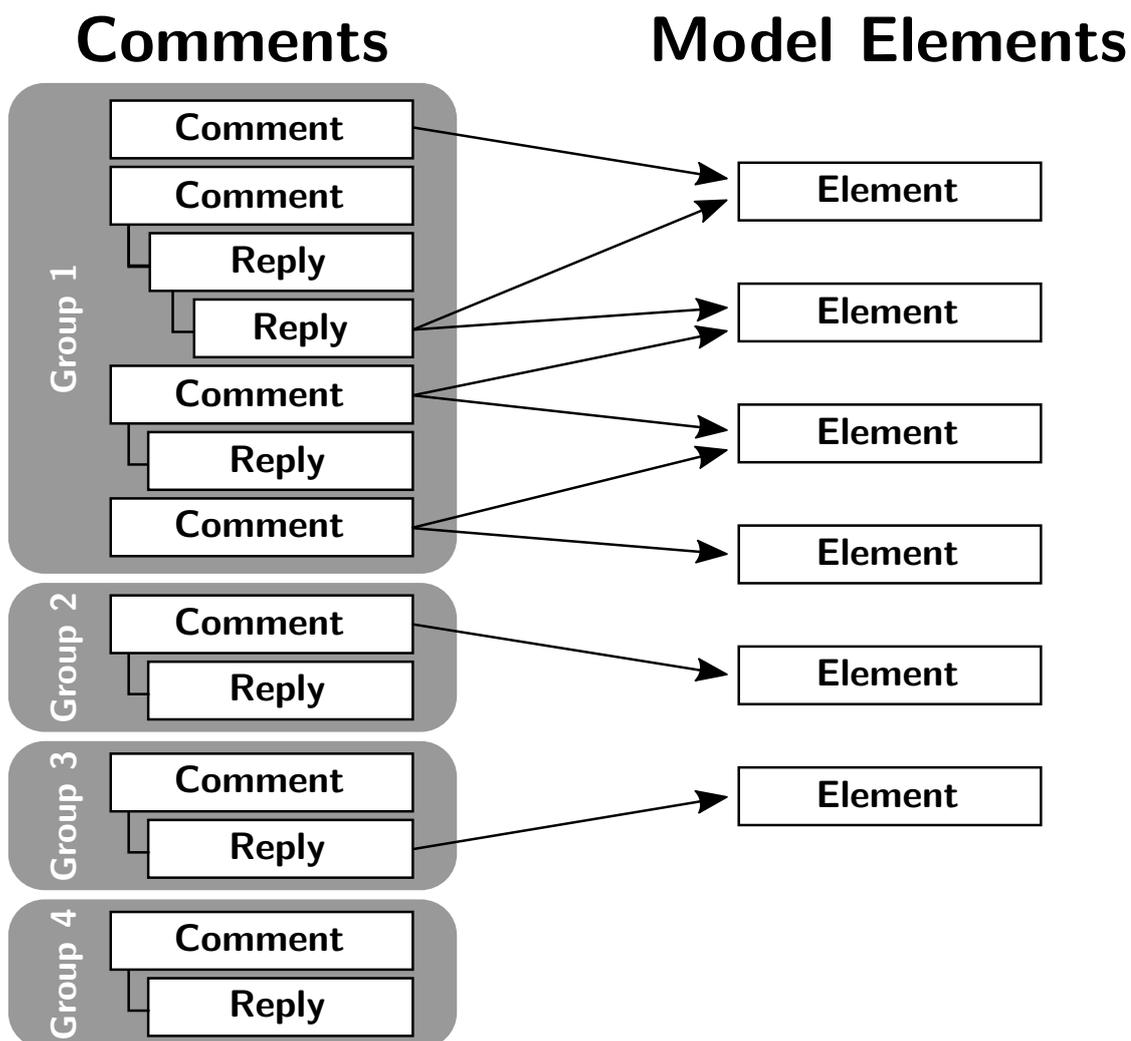 Comments
Model Elements
Group 1
Comment
Comment
Reply
Reply
Comment
Reply
Comment
Group 2
Comment
Reply
Group 3
Comment
Reply
Group 4
Comment
Reply
Element
Element
Element
Element
Element
Element